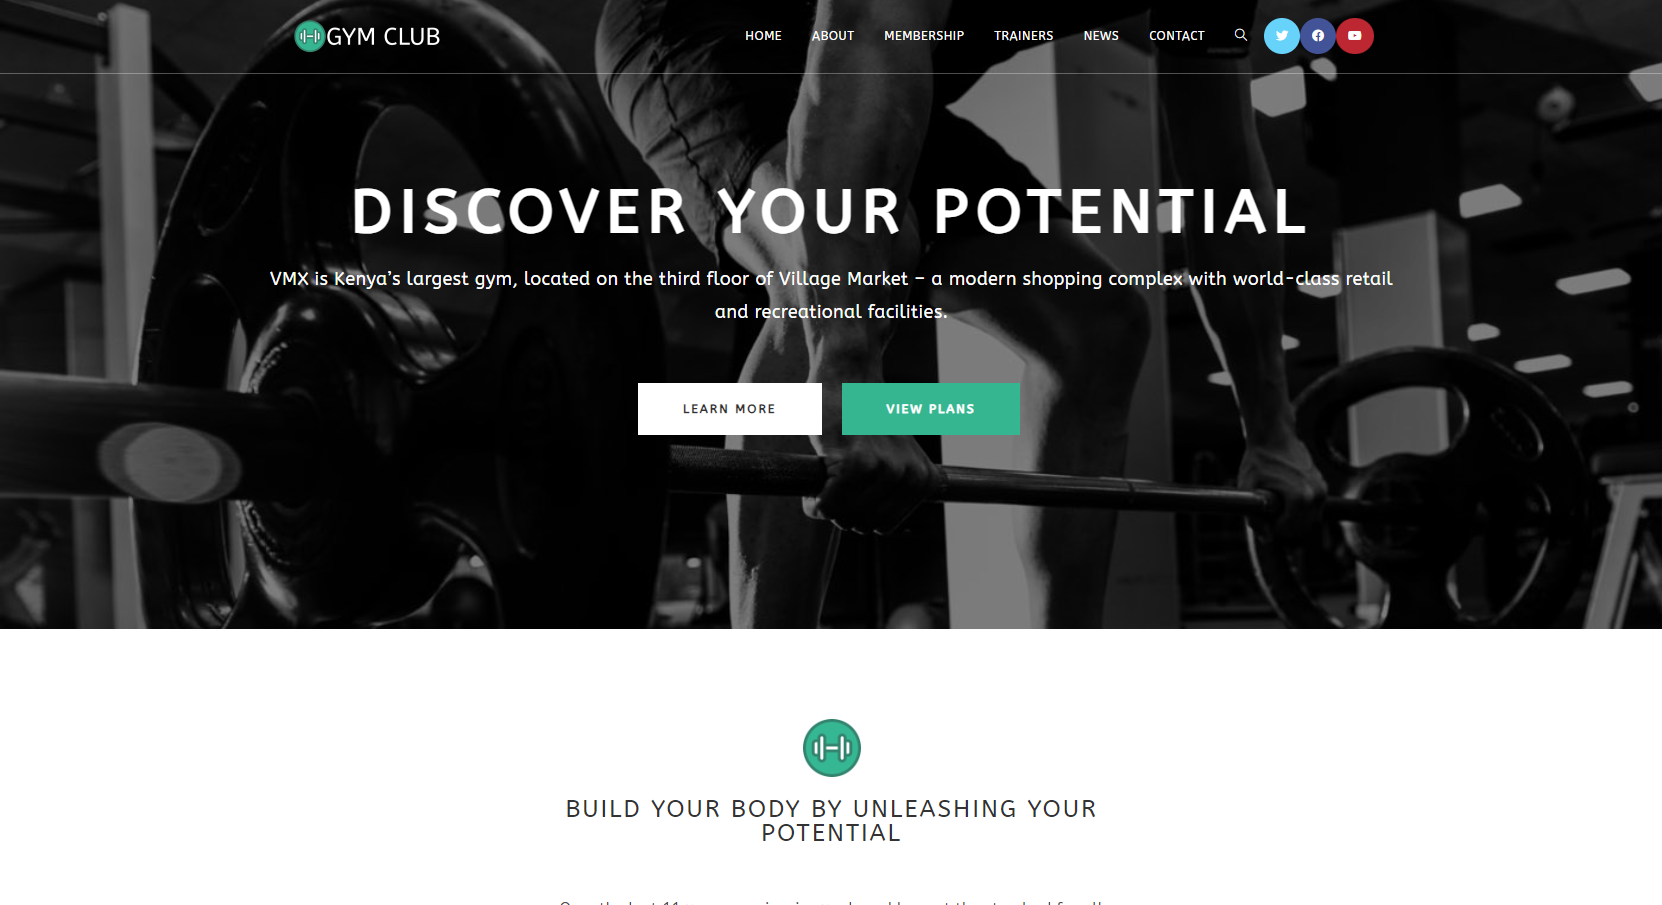 GYM CLUB
HOME ABOUT MEMBERSHIP TRAINERS NEWS CONTACT
DISCOVER YOUR POTENTIAL
VMX is Kenya’s largest gym, located on the third floor of Village Market – a modern shopping complex with world-class retail
and recreational facilities.
LEARN MORE VIEW PLANS
BUILD YOUR BODY BY UNLEASHING YOUR
POTENTIAL